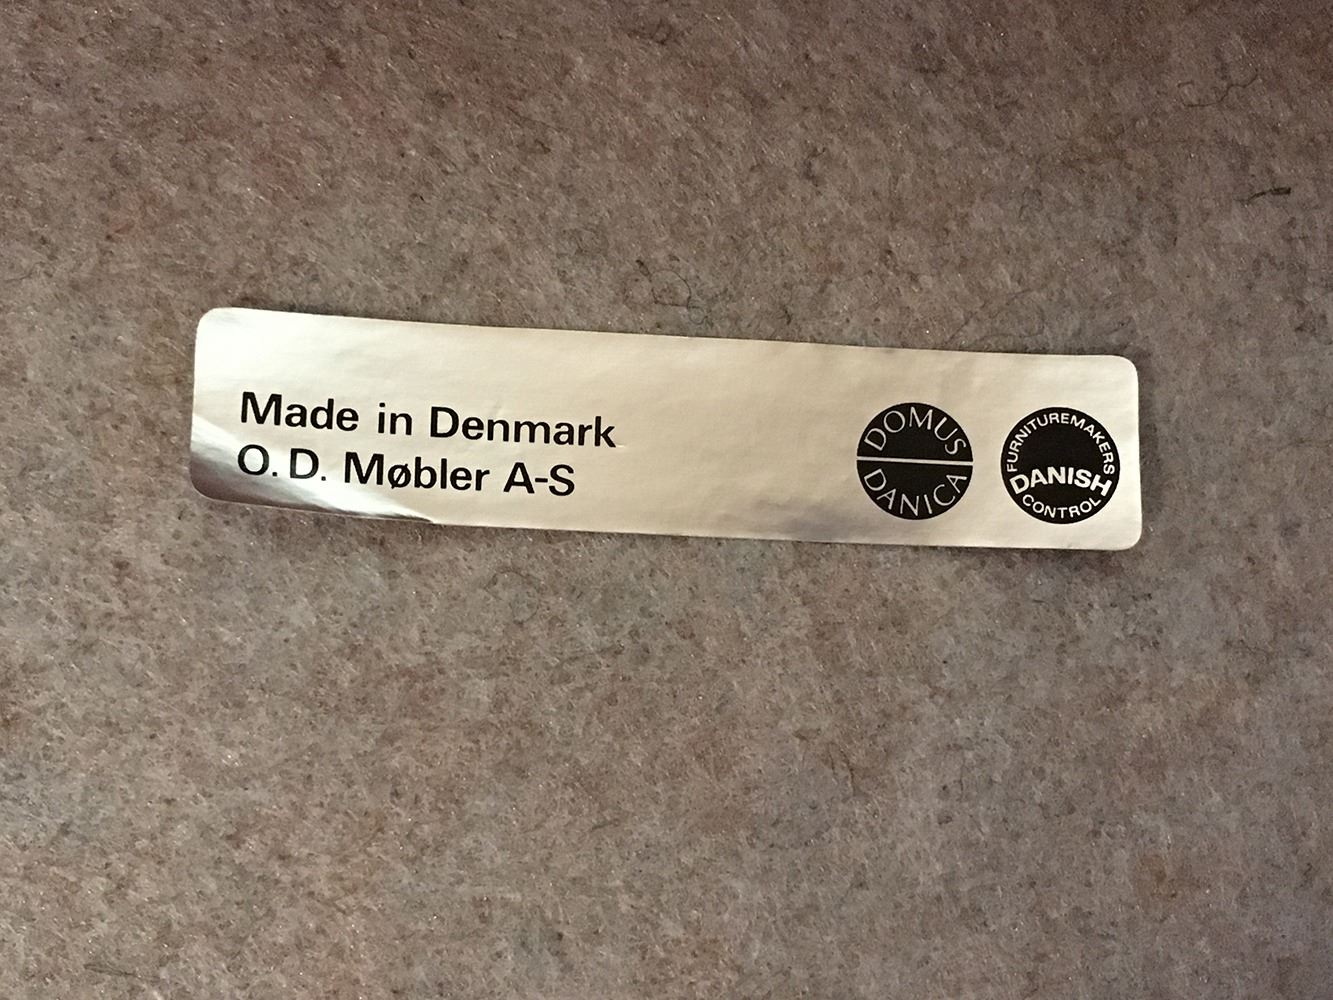 Made in Denmark
O. D. Møbler A-S
DOMUS
DANICA
FURNITUREMAKERS
DANISH
CONTROL